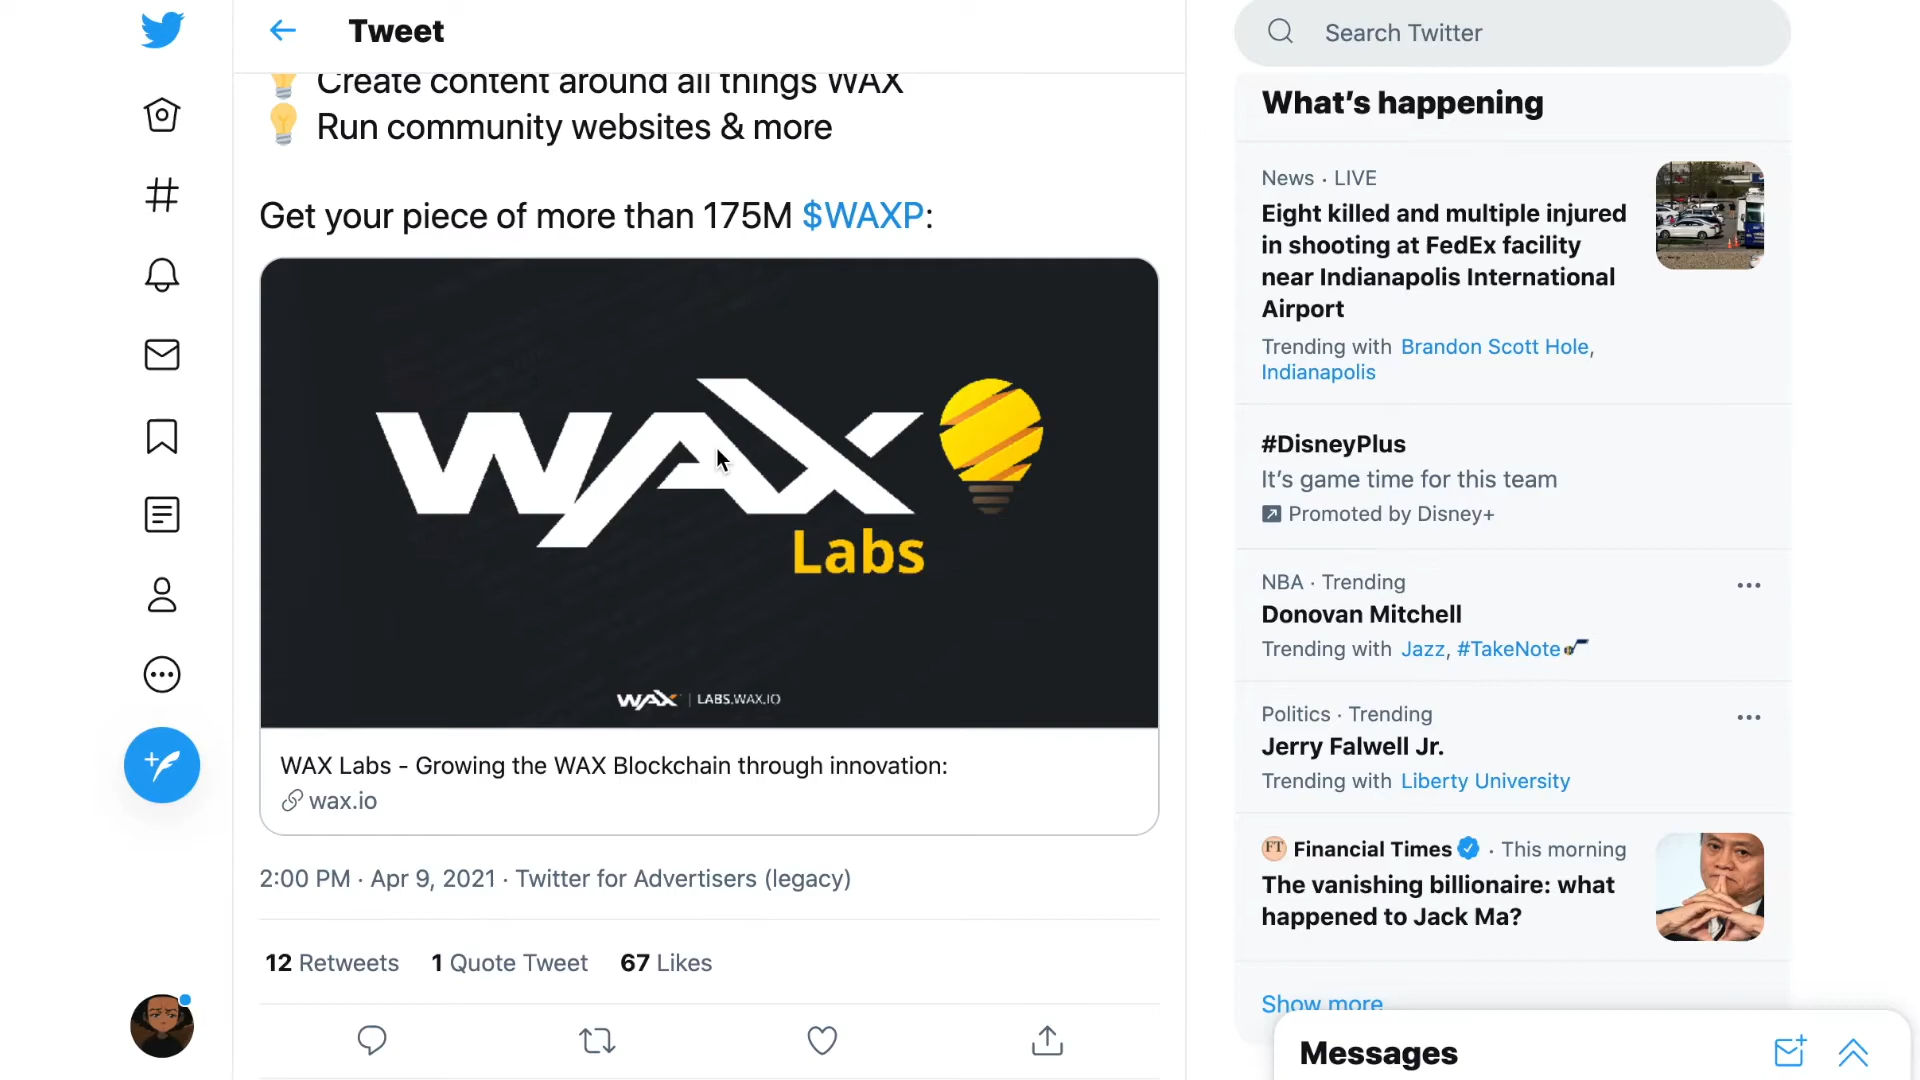 Tweet
Create content around all things WAX
Run community websites & more
Get your piece of more than 175M $WAXP:
WAX
Labs
WAX | LABS.WAX.IO
WAX Labs - Growing the WAX Blockchain through innovation:
wax.io
2:00 PM · Apr 9, 2021 · Twitter for Advertisers (legacy)
12 Retweets 1 Quote Tweet 67 Likes
Search Twitter
What's happening
News · LIVE
Eight killed and multiple injured
in shooting at FedEx facility
near Indianapolis International
Airport
Trending with Brandon Scott Hole,
Indianapolis
#DisneyPlus
It's game time for this team
Promoted by Disney+
NBA · Trending
Donovan Mitchell
Trending with Jazz, #TakeNote
Politics · Trending
Jerry Falwell Jr.
Trending with Liberty University
FT Financial Times · This morning
The vanishing billionaire: what
happened to Jack Ma?
Show more
Messages